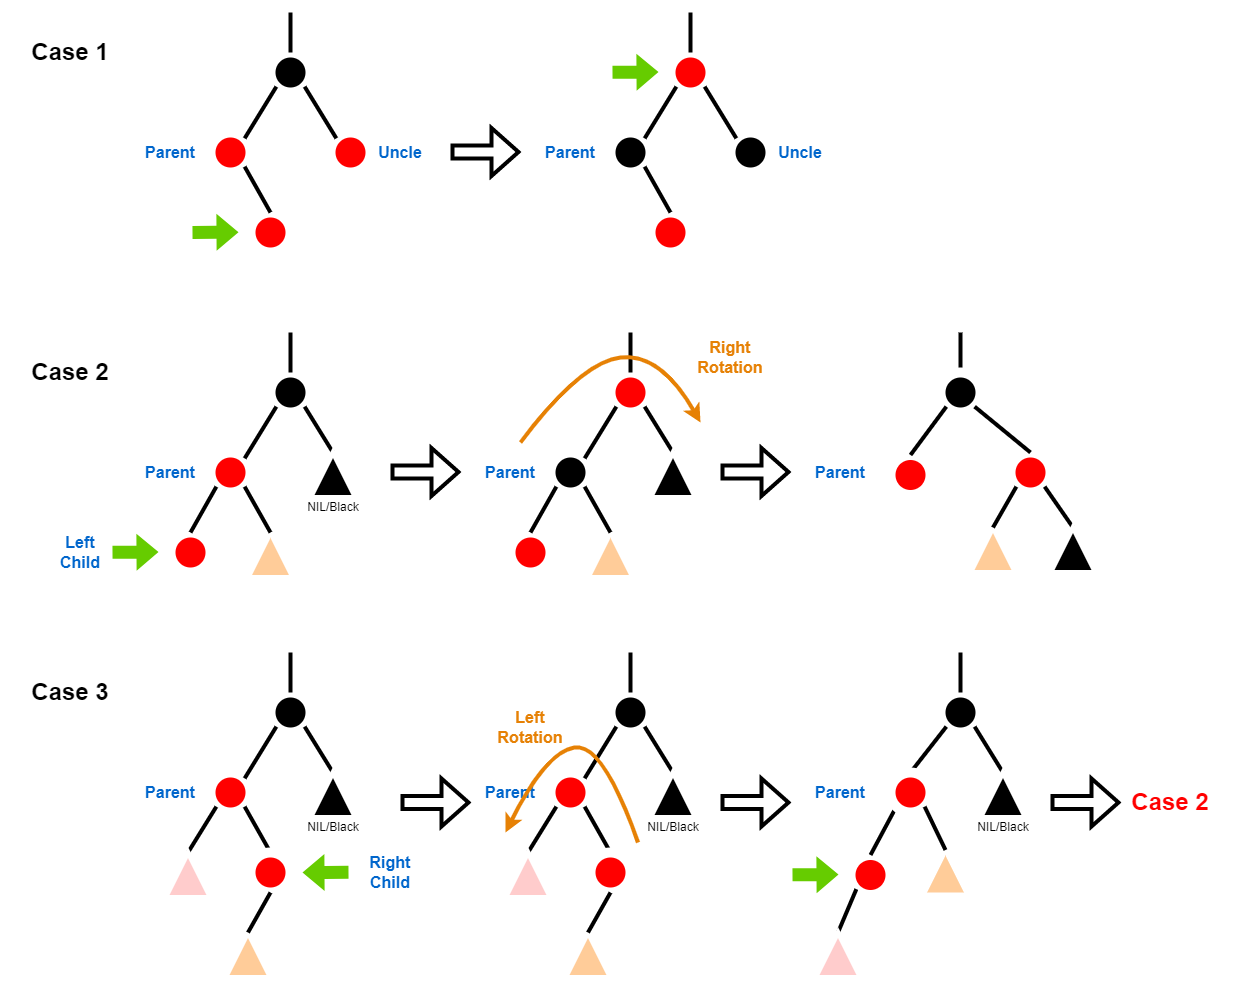 Case 1
Parent
Uncle
Parent
Uncle
Case 2
Parent
NIL/Black
Left
Child
Right
Rotation
Parent
Parent
Case 3
Parent
NIL/Black
Right
Child
Left
Rotation
Parent
NIL/Black
Parent
NIL/Black
Case 2